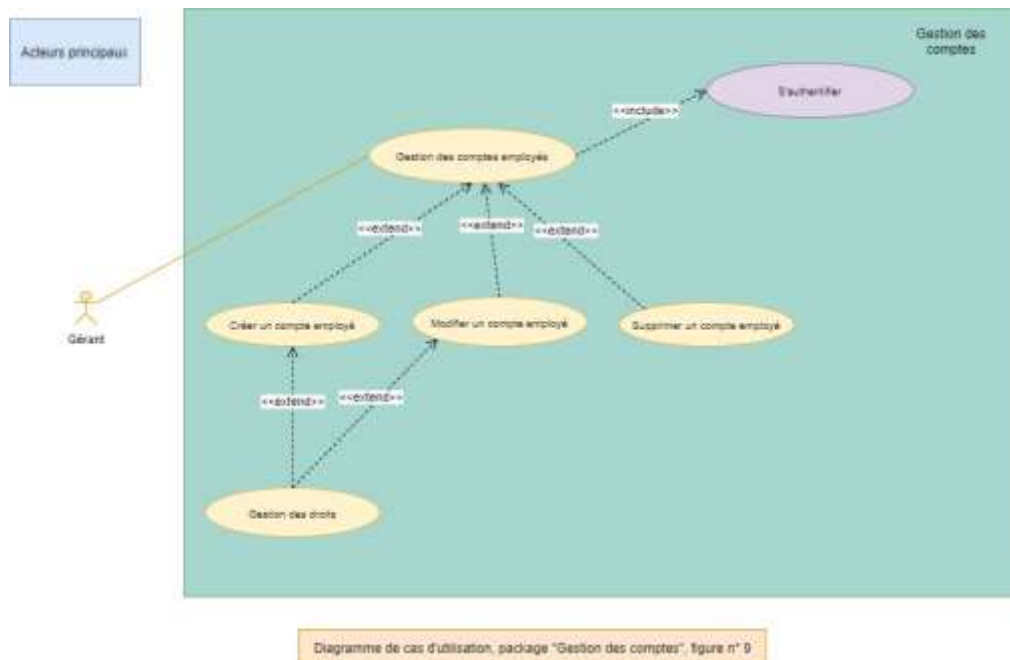 Acteurs principaux
Gestion des
comptes
S'authentifier
<<include>>
Gestion des comptes employés
<<extend>>
<<extend>>
<<extend>>
Gérant
Créer un compte employé
Modifier un compte employé
Supprimer un compte employé
<<extend>>
<<extend>>
Gestion des droits
Diagramme de cas d'utilisation, package "Gestion des comptes", figure n° 9